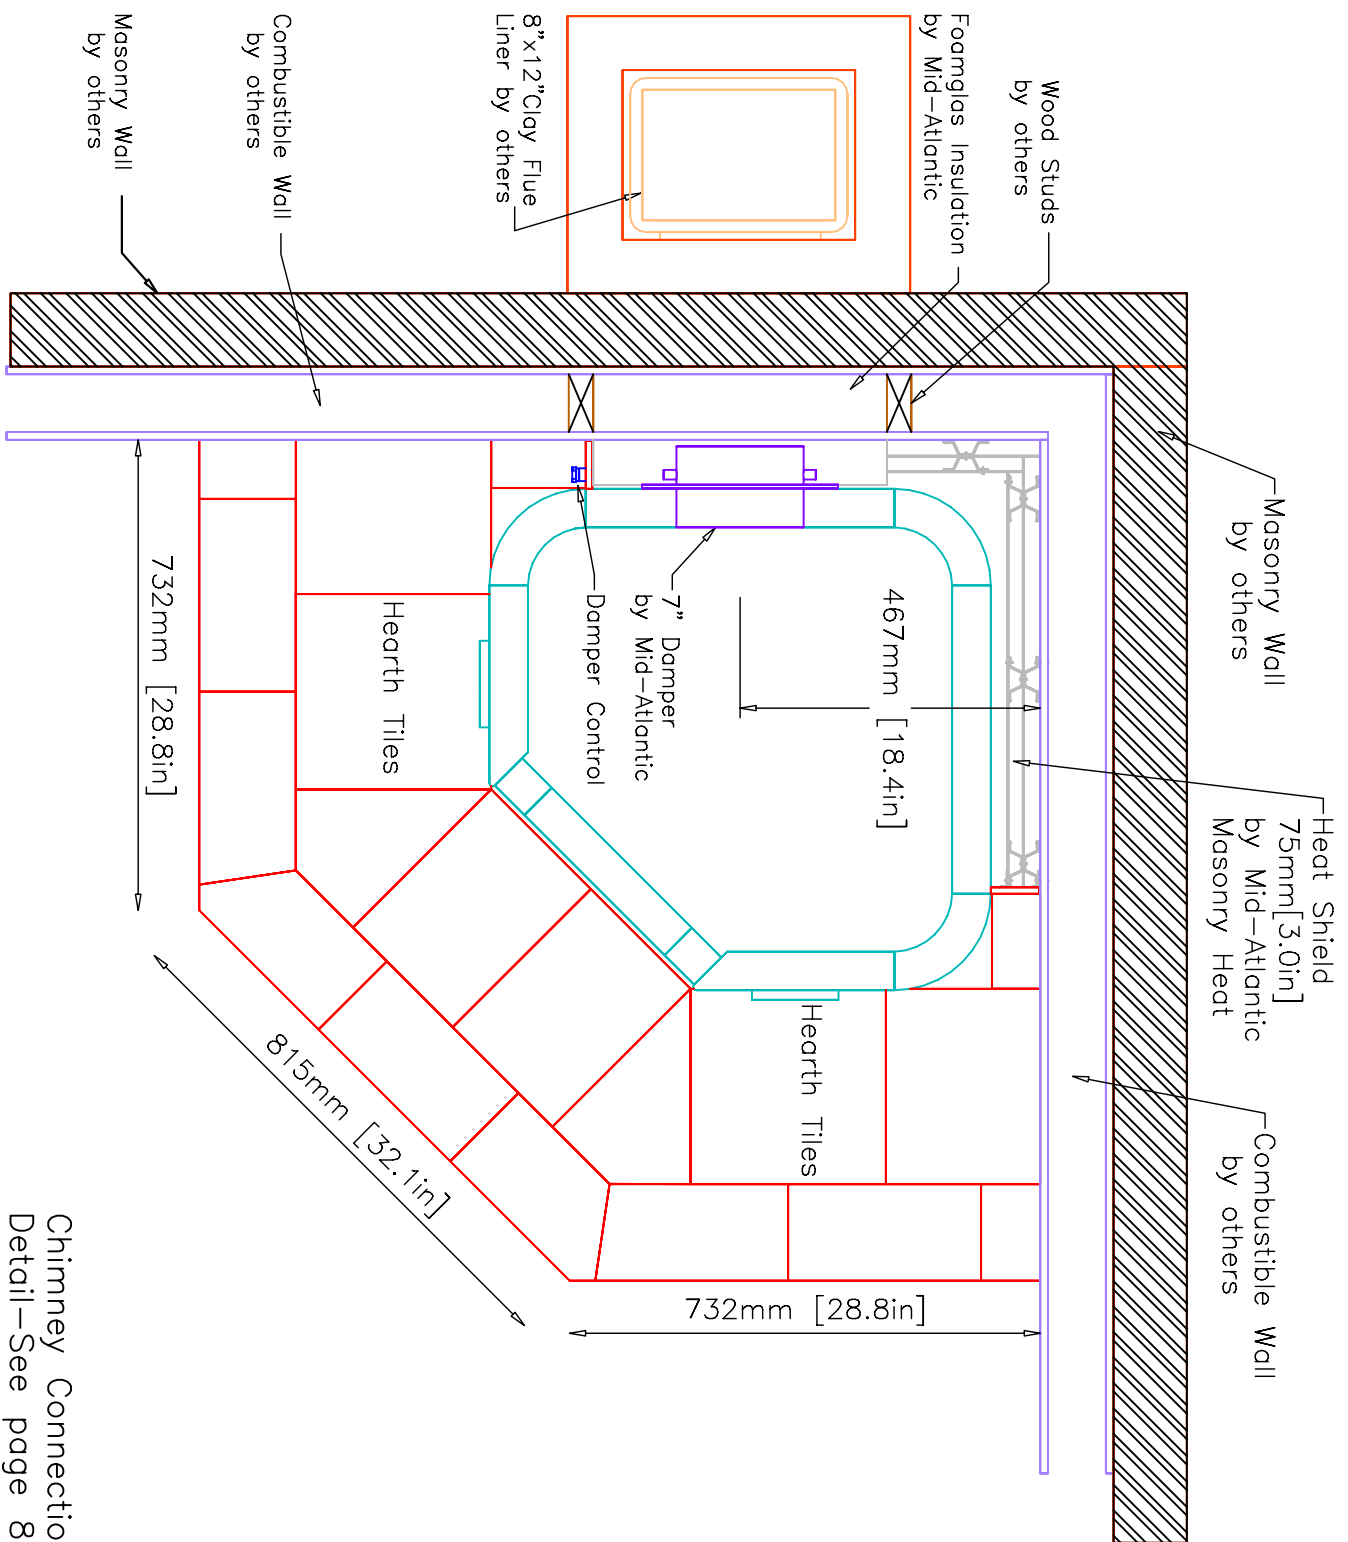 Masonry Wall
by others
Combustible Wall
by others
8"x12"Clay Flue
Liner by others
Foamglas Insulation
by Mid-Atlantic
Wood Studs
by others
Masonry Wall
by others
Heat Shield
75mm[3.0in]
by Mid-Atlantic
Masonry Heat
Combustible Wall
by others
467mm [18.4in]
7" Damper
by Mid-Atlantic
Damper Control
Hearth Tiles
Hearth Tiles
732mm [28.8in]
815mm [32.1in]
732mm [28.8in]
Chimney Connectio
Detail-See page 8